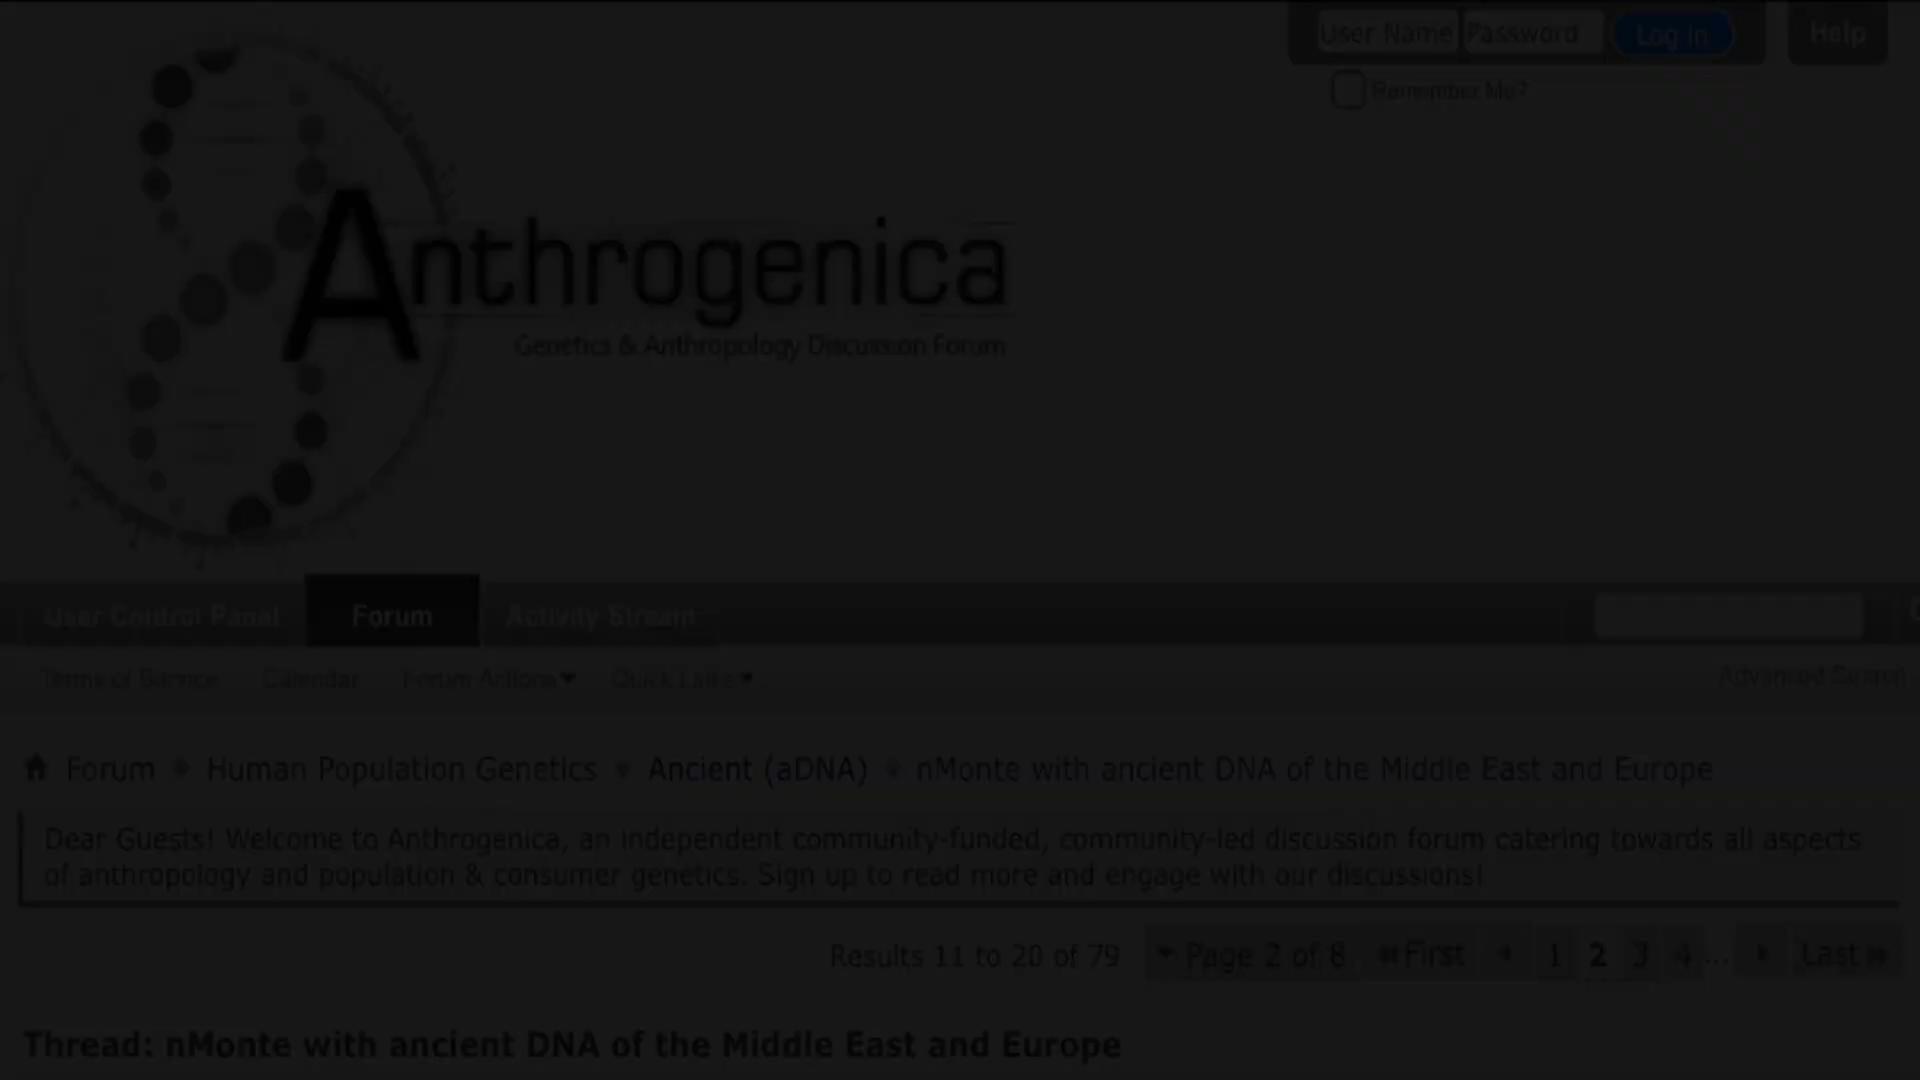 User Name Password Log in Help
Remember Me?
Anthrogenica
Genetics & Anthropology Discussion Forum
User Control Panel Forum Activity Stream
Terms of Service Calendar Forum Actions Quick Links
Advanced Search
Forum Human Population Genetics Ancient (aDNA) nMonte with ancient DNA of the Middle East and Europe
Dear Guests! Welcome to Anthrogenica, an independent community-funded, community-led discussion forum catering towards all aspects
of anthropology and population & consumer genetics. Sign up to read more and engage with our discussions!
Results 11 to 20 of 79 Page 2 of 8 First 1 2 3 4 ... Last
Thread: nMonte with ancient DNA of the Middle East and Europe